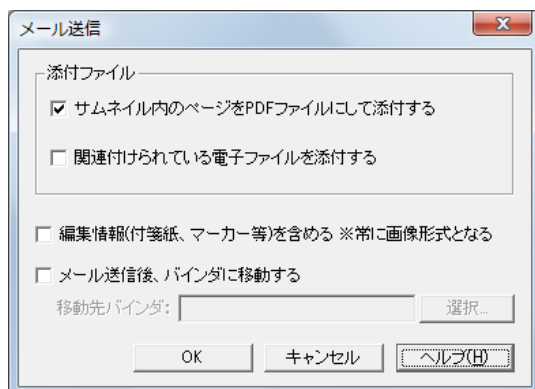 メール送信
添付ファイル
サムネイル内のページをPDFファイルにして添付する
関連付けられている電子ファイルを添付する
編集情報(付箋紙、マーカー等)を含める ※常に画像形式となる
メール送信後、バインダに移動する
移動先バインダ: 選択...
OK キャンセル ヘルプ(H)